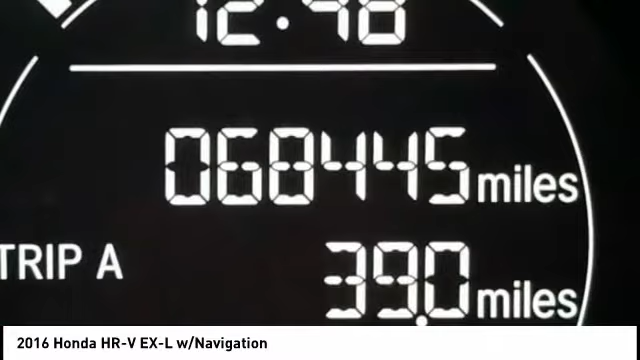 12:48
068445 miles
TRIP A 39.0 miles
2016 Honda HR-V EX-L w/Navigation